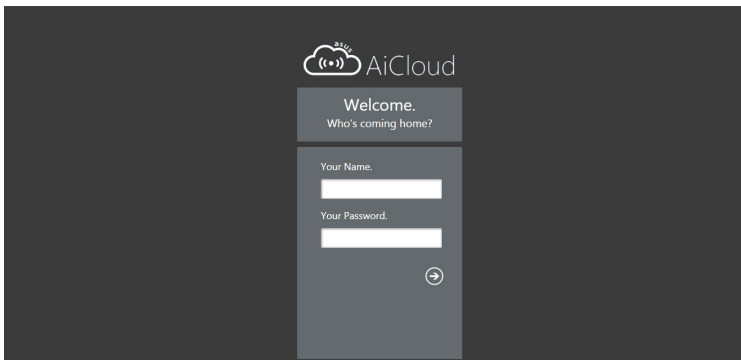 asus
AiCloud
Welcome.
Who's coming home?
Your Name.
Your Password.